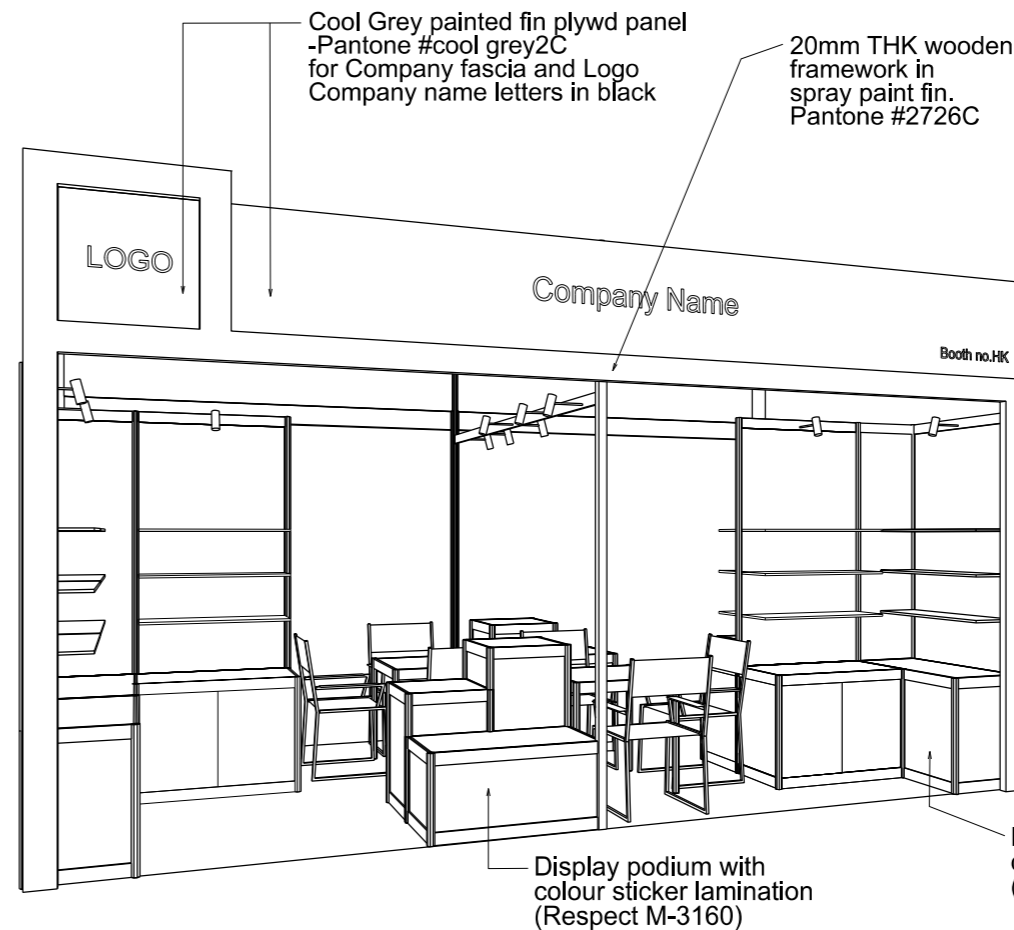 Cool Grey painted fin plywd panel
-Pantone #cool grey2C
for Company fascia and Logo
Company name letters in black
20mm THK wooden
framework in
spray paint fin.
Pantone #2726C
LOGO
Company Name
Booth no.HK
Display podium with
colour sticker lamination
(Respect M-3160)